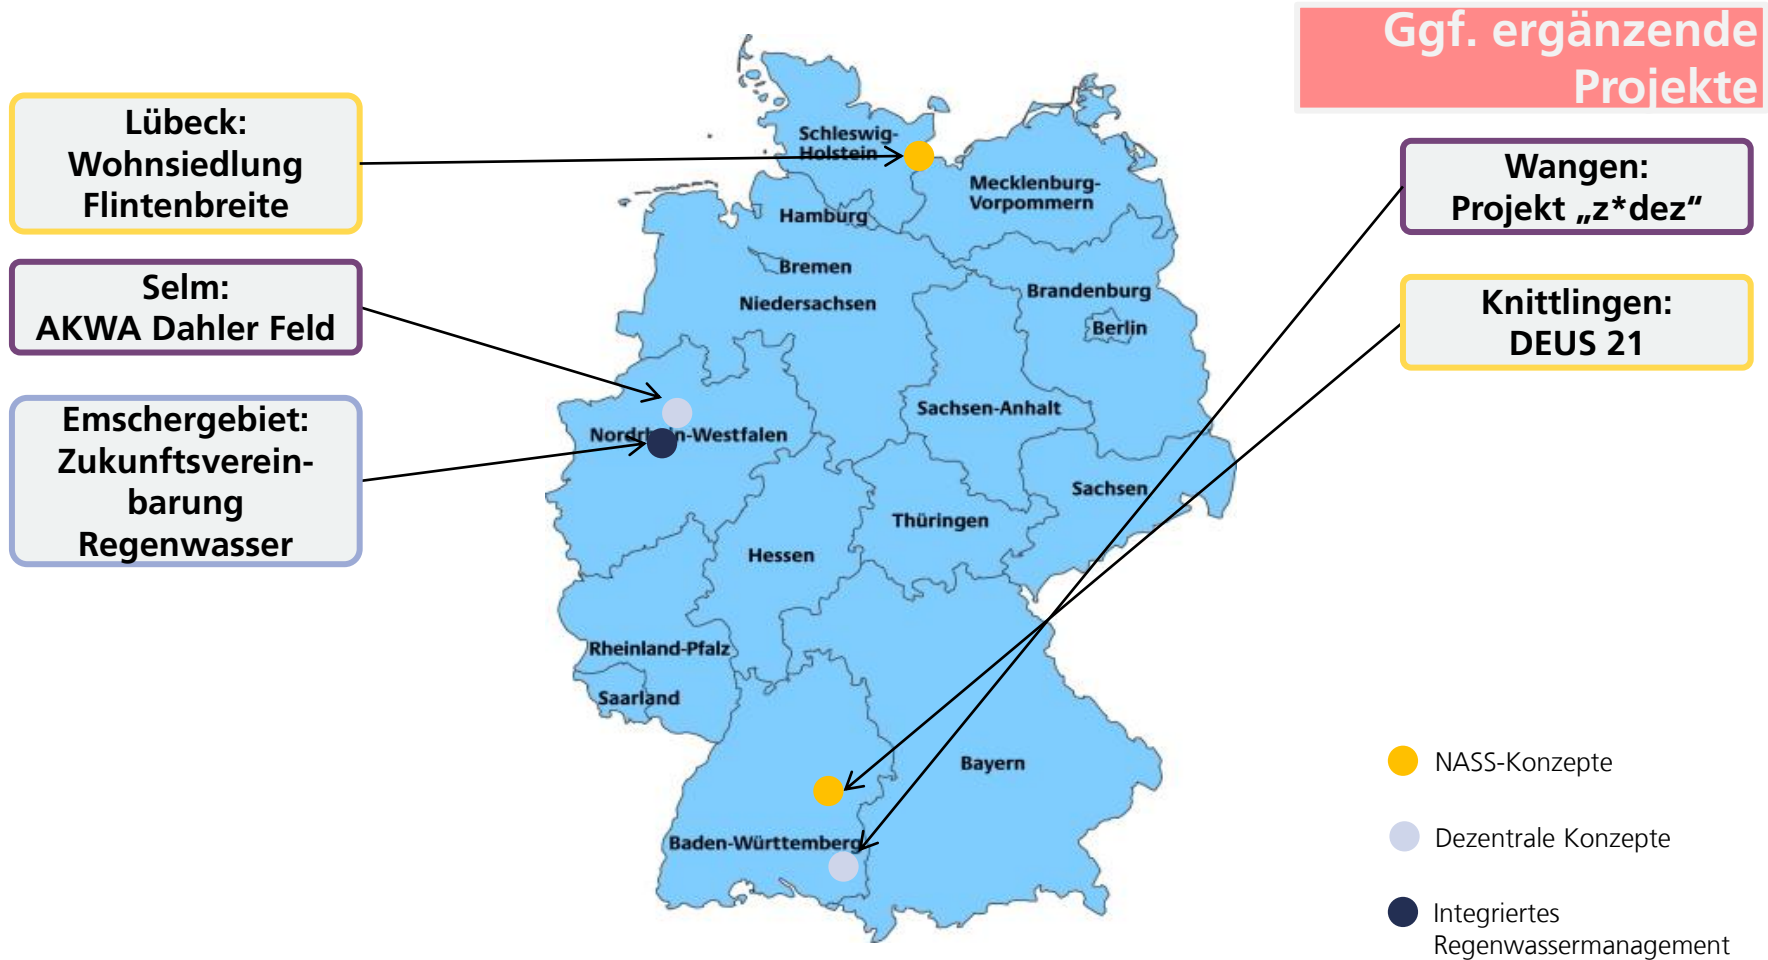 Ggf. ergänzende
Projekte
Lübeck:
Wohnsiedlung
Flintenbreite
Selm:
AKWA Dahler Feld
Emschergebiet:
Zukunftsverein-
barung
Regenwasser
Schleswig-
Holstein
Mecklenburg-
Vorpommern
Hamburg
Bremen
Niedersachsen
Brandenburg
Berlin
Sachsen-Anhalt
Nordrhein-Westfalen
Sachsen
Thüringen
Hessen
Rheinland-Pfalz
Saarland
Bayern
Baden-Württemberg
Wangen:
Projekt „z*dez“
Knittlingen:
DEUS 21
NASS-Konzepte
Dezentrale Konzepte
Integriertes
Regenwassermanagement